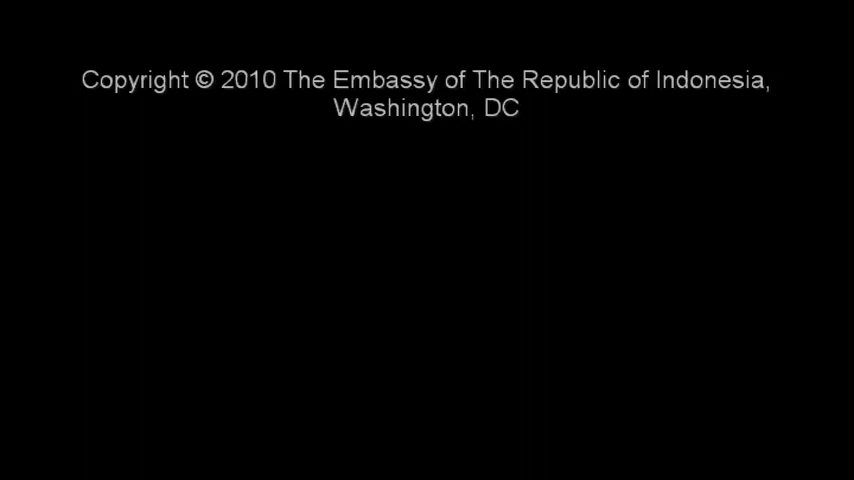 Copyright © 2010 The Embassy of The Republic of Indonesia,
Washington, DC